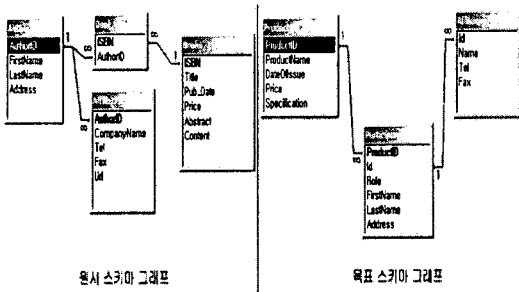 AuthorID
FirstName
LastName
Address
ISBN
AuthorID
ISBN
Title
Pub_Date
Price
Abstract
Content
AuthorID
CompanyName
Tel
Fax
Url
ProductID
ProductName
DateOfIssue
Price
Specification
Id
Name
Tel
Fax
ProductID
Id
Role
FirstName
LastName
Address
1
∞
∞
1
∞
1
∞
∞
1
원시 스키마 그래프
목표 스키마 그래프